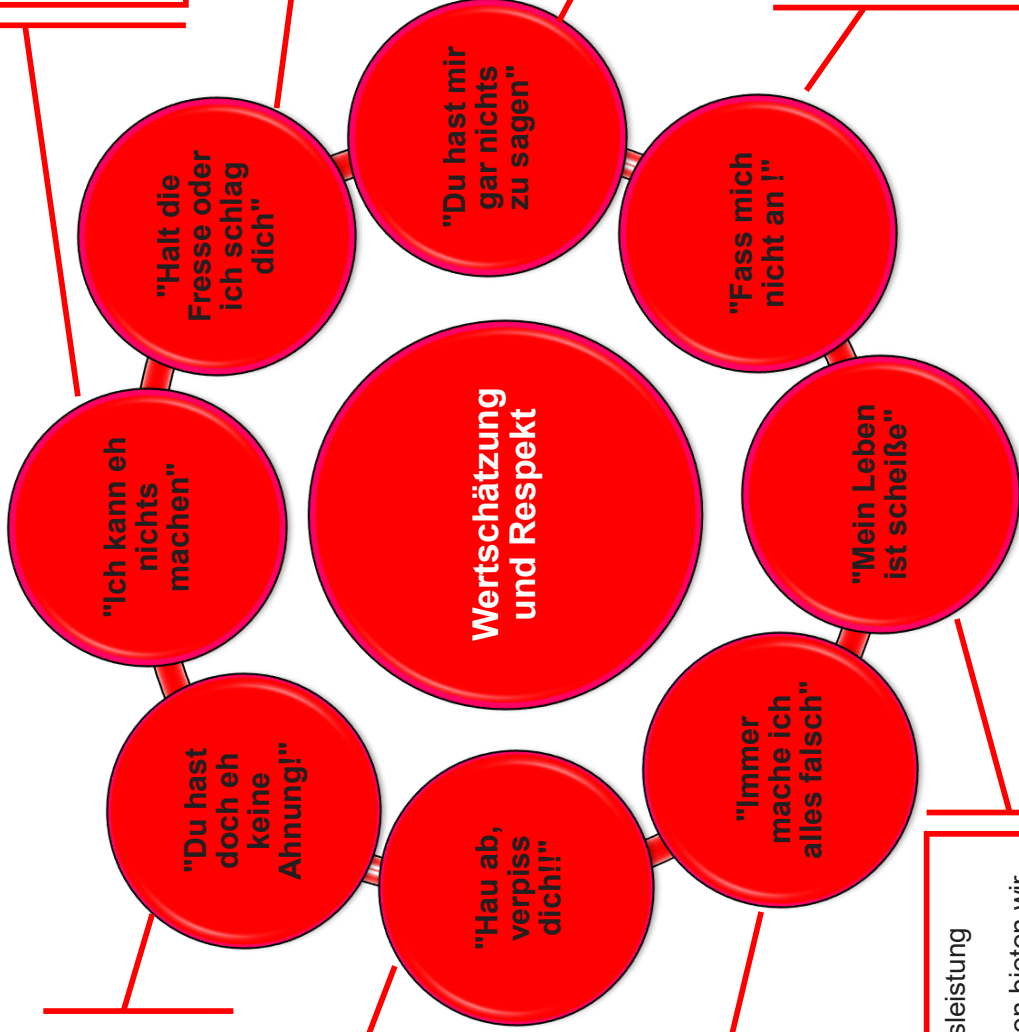 Wertschätzung
und Respekt
"Du hast mir
gar nichts
zu sagen"
"Fass mich
nicht an !"
"Mein Leben
ist scheiße"
"Immer
mache ich
alles falsch"
"Hau ab,
verpiss
dich!!"
"Du hast
doch eh
keine
Ahnung!"
"Ich kann eh
nichts
machen"
"Halt die
Fresse oder
ich schlag
dich"
sleistung
bieten wir